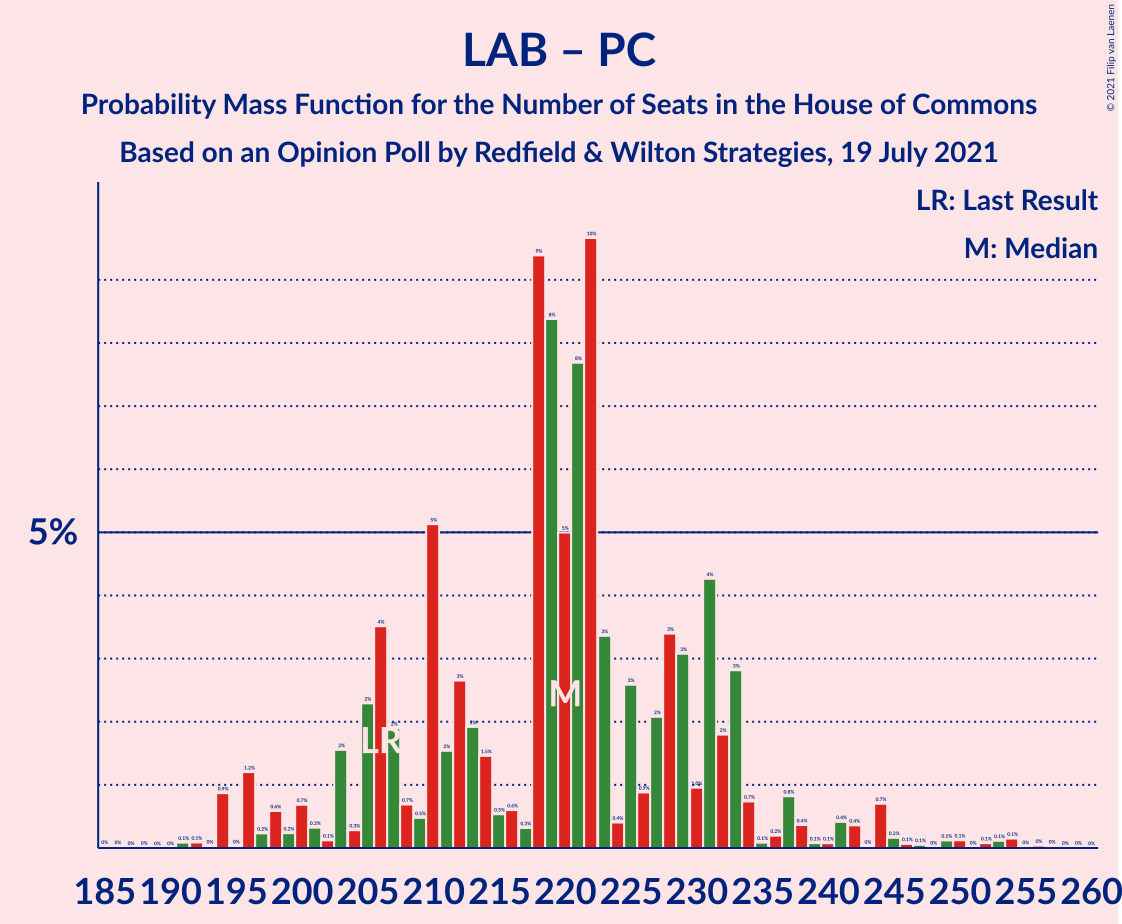 LAB – PC
Probability Mass Function for the Number of Seats in the House of Commons
Based on an Opinion Poll by Redfield & Wilton Strategies, 19 July 2021
© 2021 Filip van Laenen
LR: Last Result
M: Median
5%
LR
M
185 190 195 200 205 210 215 220 225 230 235 240 245 250 255 260